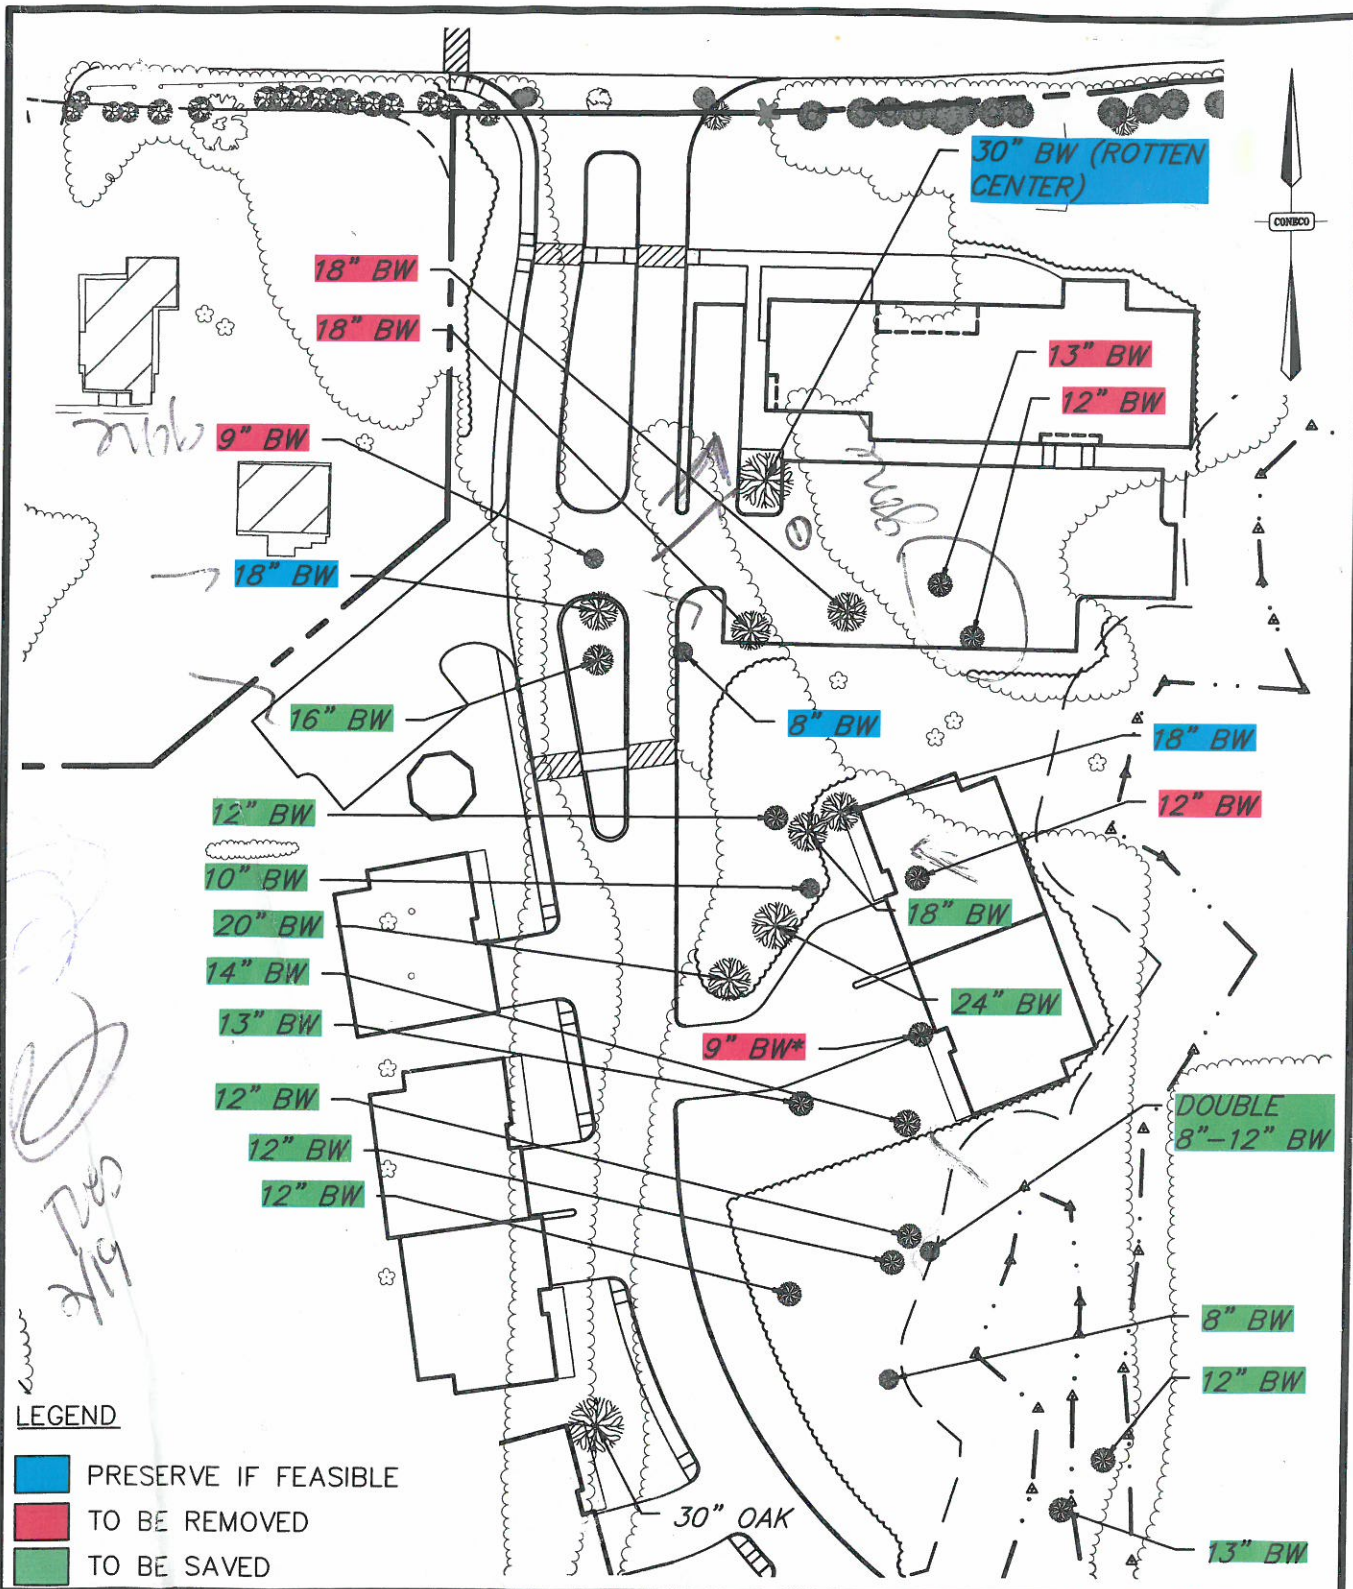 30" BW (ROTTEN
CENTER)
CONECO
18" BW
18" BW
13" BW
12" BW
9" BW
18" BW
16" BW
8" BW
18" BW
12" BW
12" BW
10" BW
18" BW
20" BW
14" BW
24" BW
13" BW
9" BW*
12" BW
DOUBLE
8"-12" BW
12" BW
12" BW
Tues
2/19
8" BW
12" BW
LEGEND
PRESERVE IF FEASIBLE
30" OAK
TO BE REMOVED
13" BW
TO BE SAVED